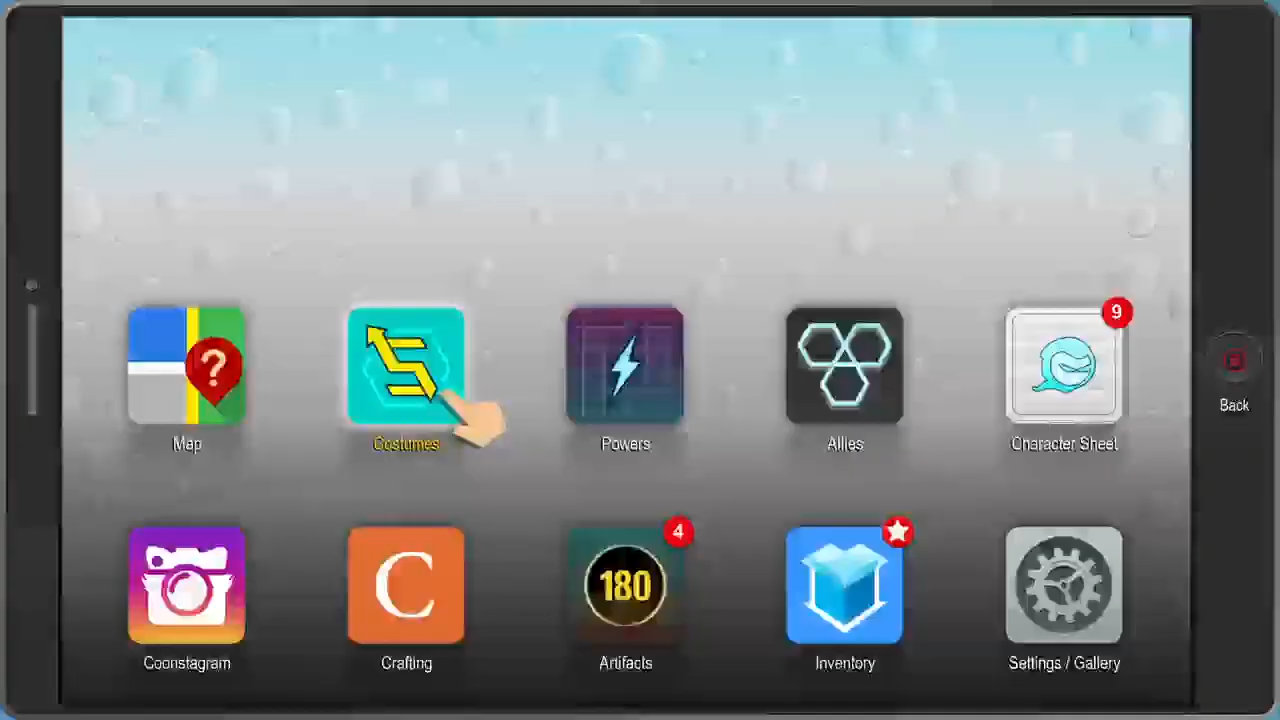 9
?
Back
Map
Costumes
Powers
Allies
Character Sheet
4
C
180
Coonstagram
Crafting
Artifacts
Inventory
Settings / Gallery